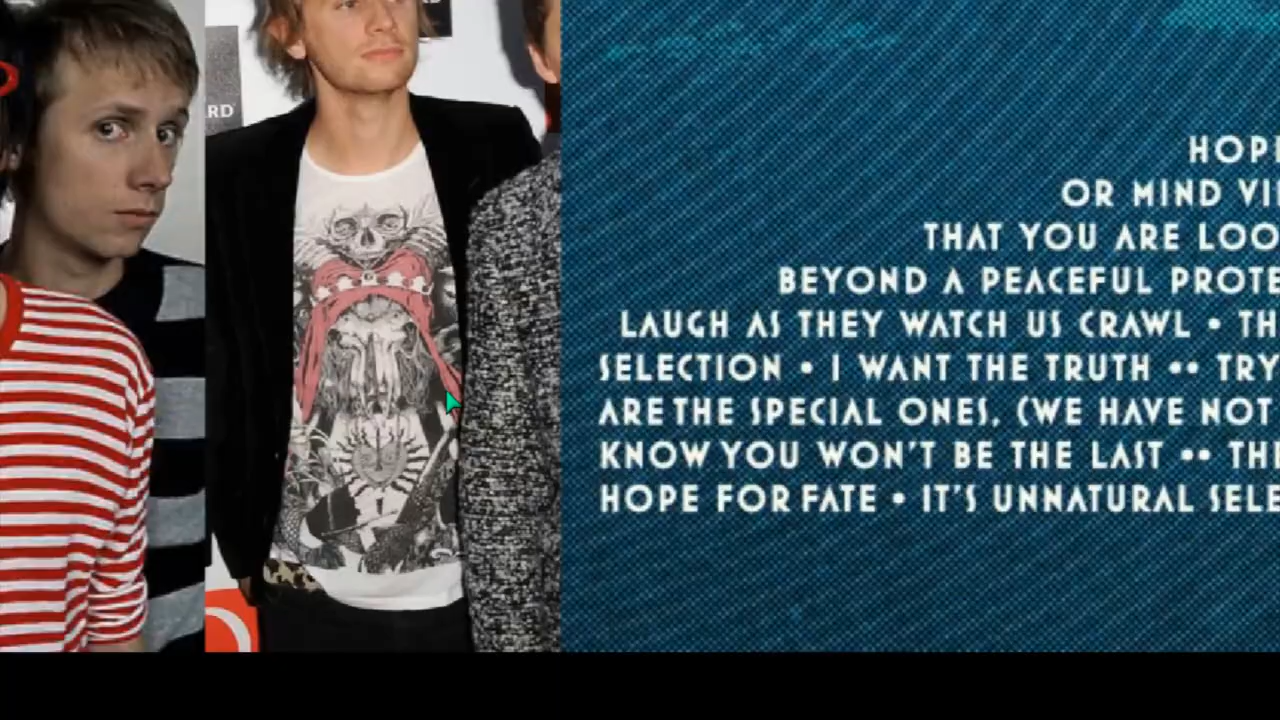 RD
HOP
OR MIND VI
THAT YOU ARE LOO
BEYOND A PEACEFUL PROTE
LAUGH AS THEY WATCH US CRAWL • TH
SELECTION • I WANT THE TRUTH •• TRY
ARE THE SPECIAL ONES, (WE HAVE NOT
KNOW YOU WON'T BE THE LAST •• THE
HOPE FOR FATE • IT'S UNNATURAL SELE